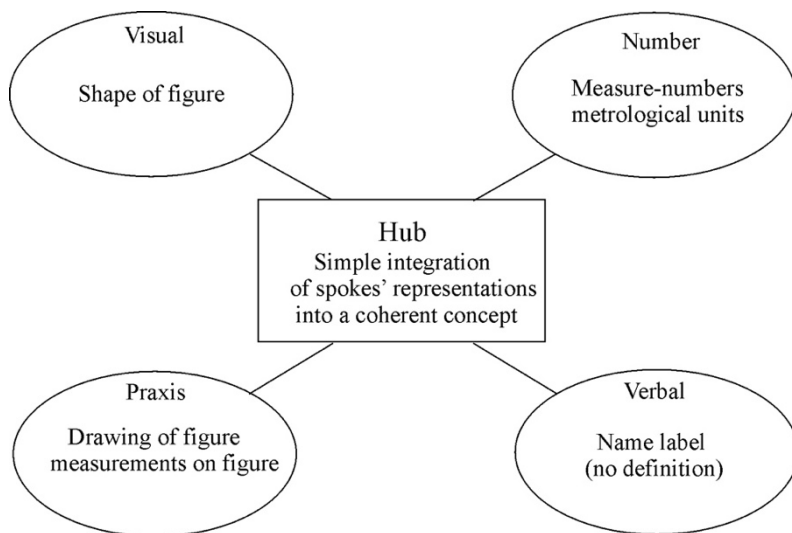 Visual
Shape of figure
Number
Measure-numbers
metrological units
Hub
Simple integration
of spokes’ representations
into a coherent concept
Praxis
Drawing of figure
measurements on figure
Verbal
Name label
(no definition)